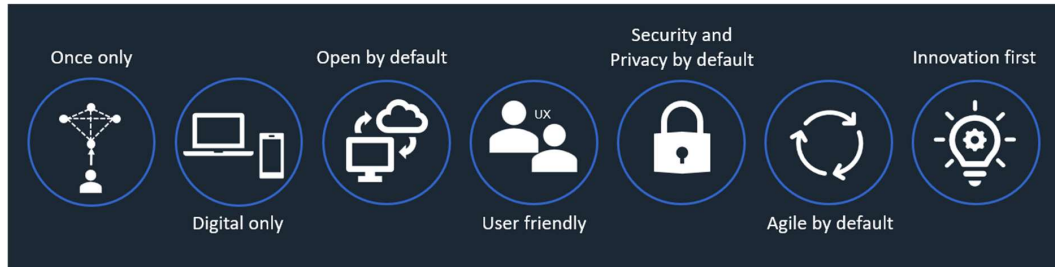 Once only
Digital only
Open by default
UX
User friendly
Security and
Privacy by default
Agile by default
Innovation first